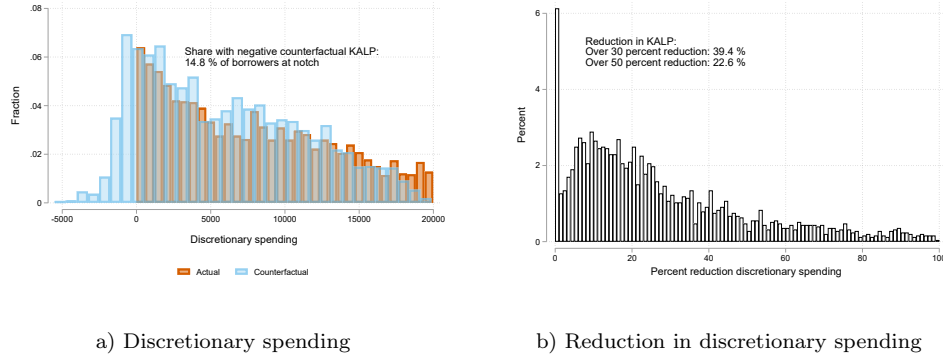 .08
.06
.04
.02
0
Fraction
Share with negative counterfactual KALP:
14.8 % of borrowers at notch
-5000
0
5000
10000
15000
20000
Discretionary spending
Actual
Counterfactual
a) Discretionary spending
6
4
2
0
Percent
Reduction in KALP:
Over 30 percent reduction: 39.4 %
Over 50 percent reduction: 22.6 %
0
20
40
60
80
100
Percent reduction discretionary spending
b) Reduction in discretionary spending